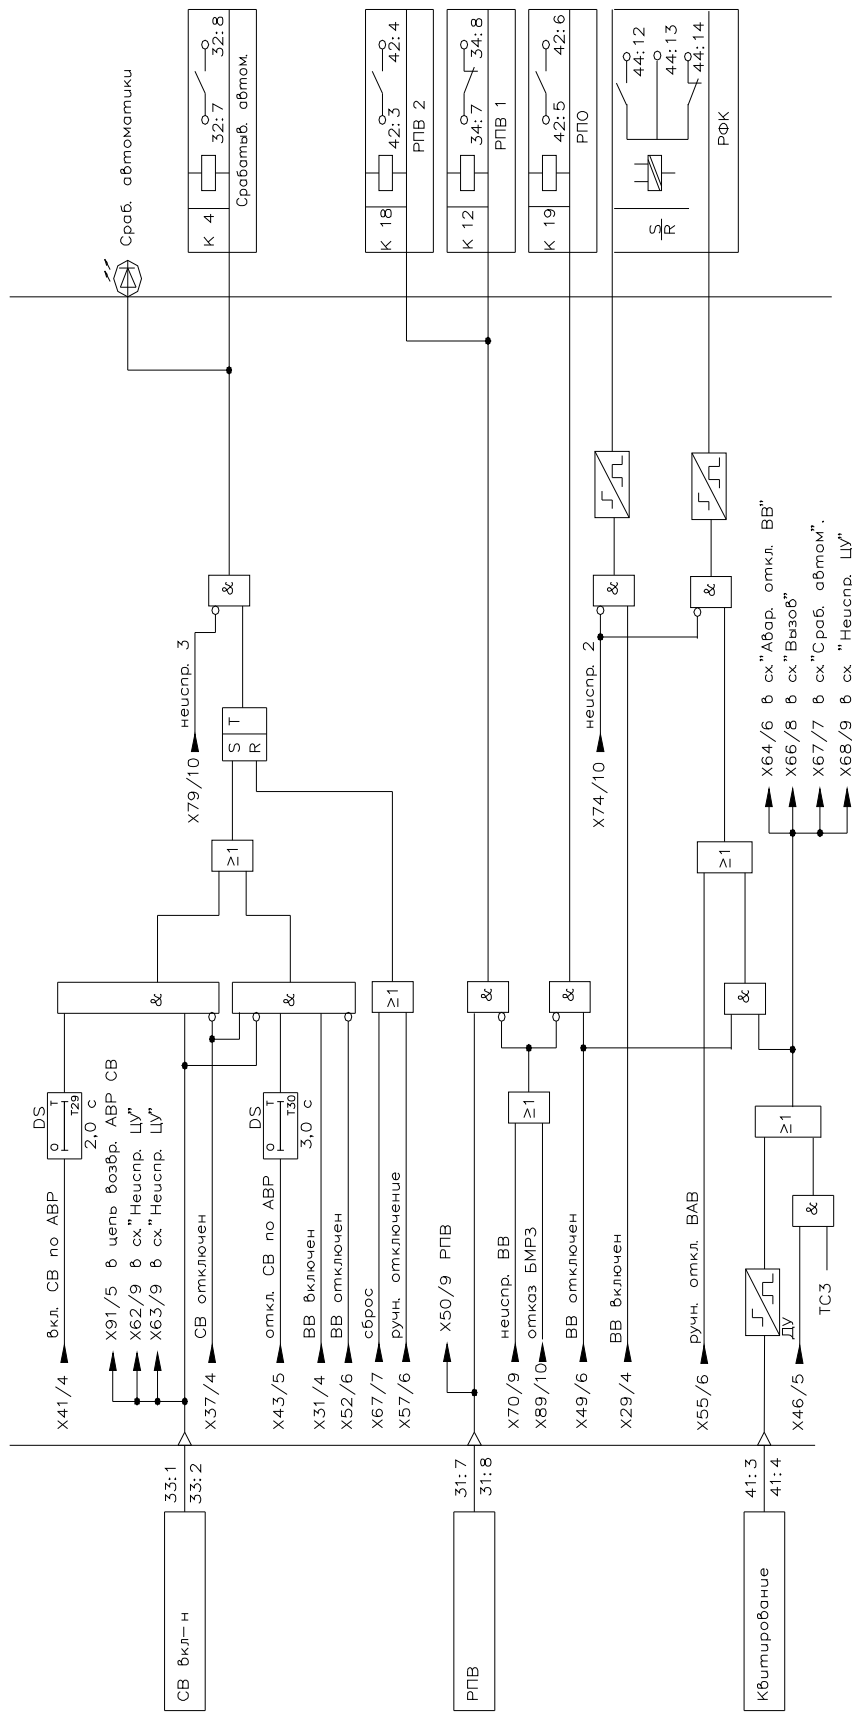 СВ вкл-н
33:1
33:2
X41/4
вкл. СВ по АВР
DS
O T
T29
2,0 с
X91/5 в цепь возвр. АВР СВ
X62/9 в сх."Неиспр. ЦУ"
X63/9 в сх."Неиспр. ЦУ"
X37/4
СВ отключен
X43/5
откл. СВ по АВР
DS
O T
T30
3,0 с
X31/4
ВВ включен
X52/6
ВВ отключен
X67/7
сброс
X57/6
ручн. отключение
&
&
≥1
≥1
S T
R
X79/10
неиспр. 3
&
Сраб. автоматики
K 4
32:7
32:8
Срабатыв. автом.
РПВ
31:7
31:8
X50/9 РПВ
X70/9
неиспр. ВВ
X89/10
отказ БМРЗ
≥1
X49/6
ВВ отключен
X29/4
ВВ включен
&
&
K 18
42:3
42:4
РПВ 2
K 12
34:7
34:8
РПВ 1
K 19
42:5
42:6
РПО
X74/10
неиспр. 2
&
&
S
R
44:12
44:13
44:14
РФК
X55/6
ручн. откл. ВАВ
≥1
&
Квитирование
41:3
41:4
ДУ
X46/5
ТС3
&
≥1
X64/6 в сх."Авар. откл. ВВ"
X66/8 в сх."Вызов"
X67/7 в сх."Сраб. автом".
X68/9 в сх. "Неиспр. ЦУ"